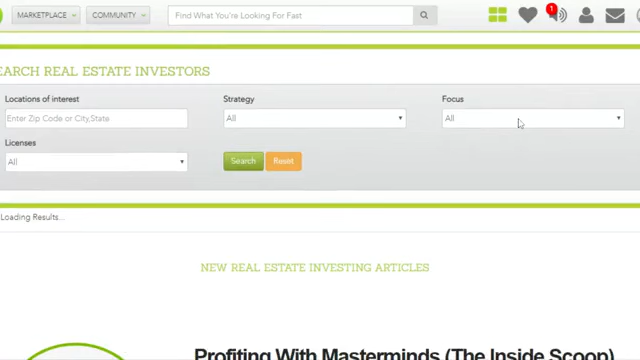 MARKETPLACE COMMUNITY Find What You're Looking For Fast 1
EARCH REAL ESTATE INVESTORS
Locations of interest Strategy Focus
Enter Zip Code or City,State All All
Licenses
All Search Reset
Loading Results...
NEW REAL ESTATE INVESTING ARTICLES
Profiting With Masterminds (The Inside Scoop)